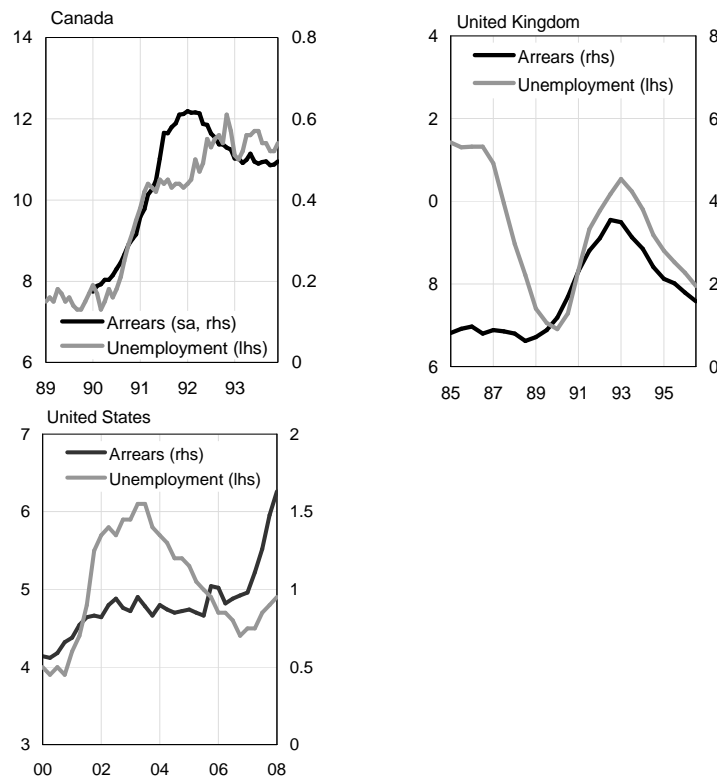 Canada
14 0.8
12 0.6
10 0.4
8 0.2
Arrears (sa, rhs)
Unemployment (lhs)
6 0
89 90 91 92 93
United Kingdom
4 8
Arrears (rhs)
Unemployment (lhs)
2 6
0 4
8 2
6 0
85 87 89 91 93 95
United States
7 2
Arrears (rhs)
Unemployment (lhs)
6 1.5
5 1
4 0.5
3 0
00 02 04 06 08